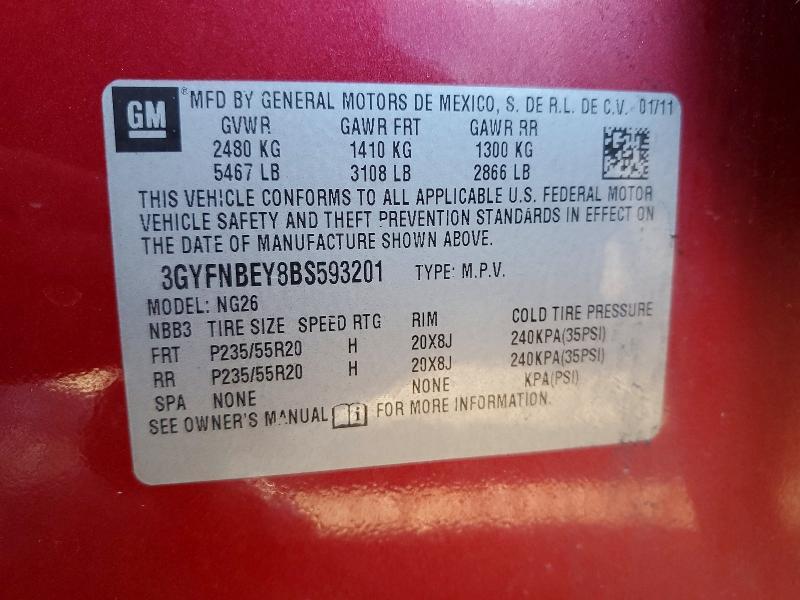 GM ® MFD BY GENERAL MOTORS DE MEXICO, S. DE R.L. DE C.V. 01/11
GVWR GAWR FRT GAWR RR
2480 KG 1410 KG 1300 KG
5467 LB 3108 LB 2866 LB
THIS VEHICLE CONFORMS TO ALL APPLICABLE U.S. FEDERAL MOTOR
VEHICLE SAFETY AND THEFT PREVENTION STANDARDS IN EFFECT ON
THE DATE OF MANUFACTURE SHOWN ABOVE.
3GYFNBEY8BS593201 TYPE: M.P.V.
MODEL: NG26
NBB3 TIRE SIZE SPEED RTG RIM COLD TIRE PRESSURE
FRT P235/55R20 H 20X8J 240KPA(35PSI)
RR P235/55R20 H 20X8J 240KPA(35PSI)
SPA NONE NONE KPA(PSI)
SEE OWNER'S MANUAL i FOR MORE INFORMATION.